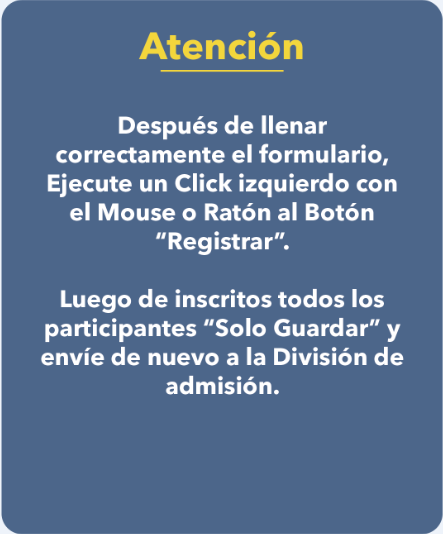 Atención
Después de llenar
correctamente el formulario,
Ejecute un Click izquierdo con
el Mouse o Ratón al Botón
“Registrar”.
Luego de inscritos todos los
participantes “Solo Guardar” y
envíe de nuevo a la División de
admisión.